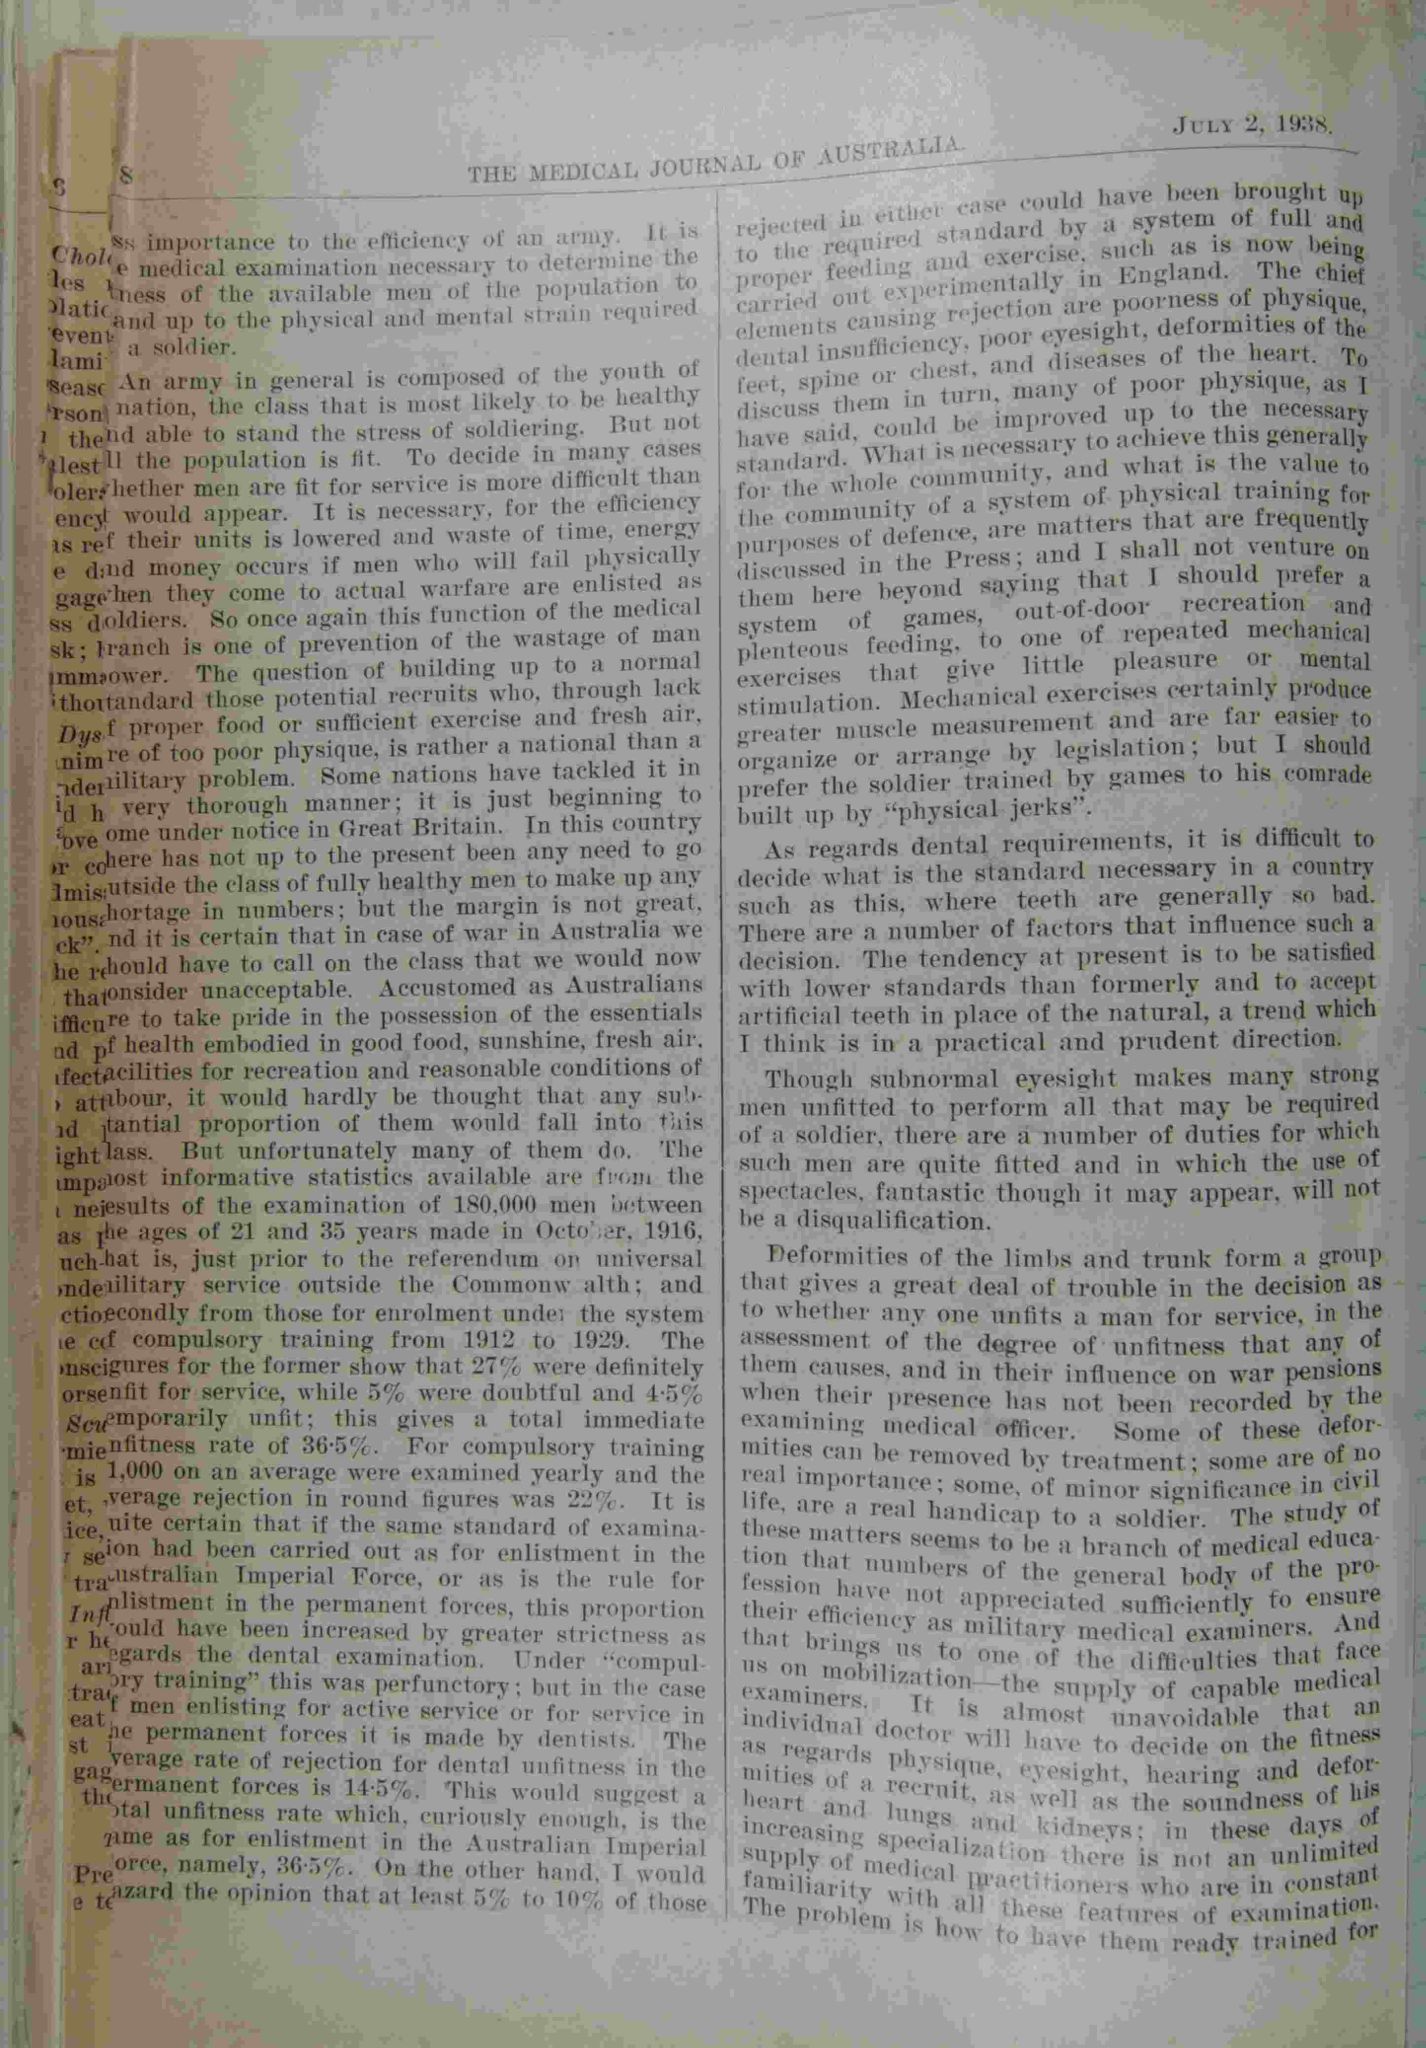 JULY 2, 1938.
8 THE MEDICAL JOURNAL OF AUSTRALIA.
ss importance to the efficiency of an army. It is
e medical examination necessary to determine the
tness of the available men of the population to
and up to the physical and mental strain required
a soldier.
An army in general is composed of the youth of
nation, the class that is most likely to be healthy
nd able to stand the stress of soldiering. But not
ll the population is fit. To decide in many cases
hether men are fit for service is more difficult than
t would appear. It is necessary, for the efficiency
f their units is lowered and waste of time, energy
nd money occurs if men who will fail physically
hen they come to actual warfare are enlisted as
oldiers. So once again this function of the medical
ranch is one of prevention of the wastage of man
ower. The question of building up to a normal
tandard those potential recruits who, through lack
f proper food or sufficient exercise and fresh air,
re of too poor physique, is rather a national than a
ilitary problem. Some nations have tackled it in
very thorough manner; it is just beginning to
ome under notice in Great Britain. In this country
here has not up to the present been any need to go
utside the class of fully healthy men to make up any
hortage in numbers; but the margin is not great,
nd it is certain that in case of war in Australia we
hould have to call on the class that we would now
onsider unacceptable. Accustomed as Australians
re to take pride in the possession of the essentials
f health embodied in good food, sunshine, fresh air,
acilities for recreation and reasonable conditions of
bour, it would hardly be thought that any sub-
tantial proportion of them would fall into this
lass. But unfortunately many of them do. The
ost informative statistics available are from the
esults of the examination of 180,000 men between
he ages of 21 and 35 years made in October, 1916,
hat is, just prior to the referendum on universal
ilitary service outside the Commonw alth; and
econdly from those for enrolment under the system
f compulsory training from 1912 to 1929. The
igures for the former show that 27% were definitely
nfit for service, while 5% were doubtful and 4·5%
emporarily unfit; this gives a total immediate
nfitness rate of 36·5%. For compulsory training
1,000 on an average were examined yearly and the
verage rejection in round figures was 22%. It is
uite certain that if the same standard of examina-
ion had been carried out as for enlistment in the
ustralian Imperial Force, or as is the rule for
nlistment in the permanent forces, this proportion
ould have been increased by greater strictness as
egards the dental examination. Under "compul-
ory training" this was perfunctory; but in the case
f men enlisting for active service or for service in
he permanent forces it is made by dentists. The
verage rate of rejection for dental unfitness in the
ermanent forces is 14·5%. This would suggest a
otal unfitness rate which, curiously enough, is the
ame as for enlistment in the Australian Imperial
orce, namely, 36·5%. On the other hand, I would
azard the opinion that at least 5% to 10% of those
rejected in either case could have been brought up
to the required standard by a system of full and
proper feeding and exercise, such as is now being
carried out experimentally in England. The chief
elements causing rejection are poorness of physique,
dental insufficiency, poor eyesight, deformities of the
feet, spine or chest, and diseases of the heart. To
discuss them in turn, many of poor physique, as I
have said, could be improved up to the necessary
standard. What is necessary to achieve this generally
for the whole community, and what is the value to
the community of a system of physical training for
purposes of defence, are matters that are frequently
discussed in the Press; and I shall not venture on
them here beyond saying that I should prefer a
system of games, out-of-door recreation and
plenteous feeding, to one of repeated mechanical
exercises that give little pleasure or mental
stimulation. Mechanical exercises certainly produce
greater muscle measurement and are far easier to
organize or arrange by legislation; but I should
prefer the soldier trained by games to his comrade
built up by "physical jerks".
As regards dental requirements, it is difficult to
decide what is the standard necessary in a country
such as this, where teeth are generally so bad.
There are a number of factors that influence such a
decision. The tendency at present is to be satisfied
with lower standards than formerly and to accept
artificial teeth in place of the natural, a trend which
I think is in a practical and prudent direction.
Though subnormal eyesight makes many strong
men unfitted to perform all that may be required
of a soldier, there are a number of duties for which
such men are quite fitted and in which the use of
spectacles, fantastic though it may appear, will not
be a disqualification.
Deformities of the limbs and trunk form a group
that gives a great deal of trouble in the decision as
to whether any one unfits a man for service, in the
assessment of the degree of unfitness that any of
them causes, and in their influence on war pensions
when their presence has not been recorded by the
examining medical officer. Some of these defor-
mities can be removed by treatment; some are of no
real importance; some, of minor significance in civil
life, are a real handicap to a soldier. The study of
these matters seems to be a branch of medical educa-
tion that numbers of the general body of the pro-
fession have not appreciated sufficiently to ensure
their efficiency as military medical examiners. And
that brings us to one of the difficulties that face
us on mobilization—the supply of capable medical
examiners. It is almost unavoidable that an
individual doctor will have to decide on the fitness
as regards physique, eyesight, hearing and defor-
mities of a recruit, as well as the soundness of his
heart and lungs and kidneys; in these days of
increasing specialization there is not an unlimited
supply of medical practitioners who are in constant
familiarity with all these features of examination.
The problem is how to have them ready trained for